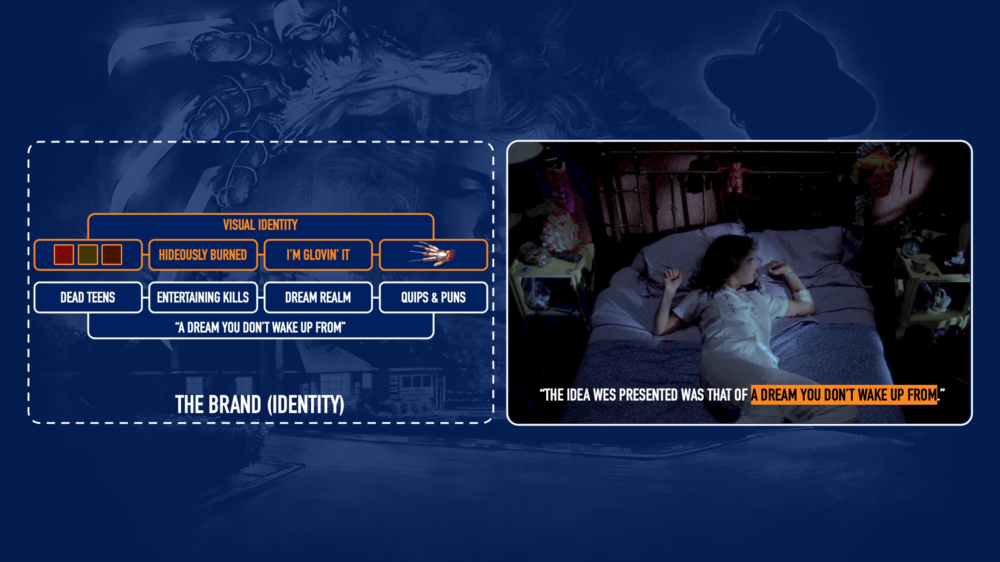 VISUAL IDENTITY
HIDEOUSLY BURNED
I'M GLOVIN' IT
DEAD TEENS
ENTERTAINING KILLS
DREAM REALM
QUIPS & PUNS
“A DREAM YOU DON'T WAKE UP FROM”
THE BRAND (IDENTITY)
“THE IDEA WES PRESENTED WAS THAT OF A DREAM YOU DON'T WAKE UP FROM.”